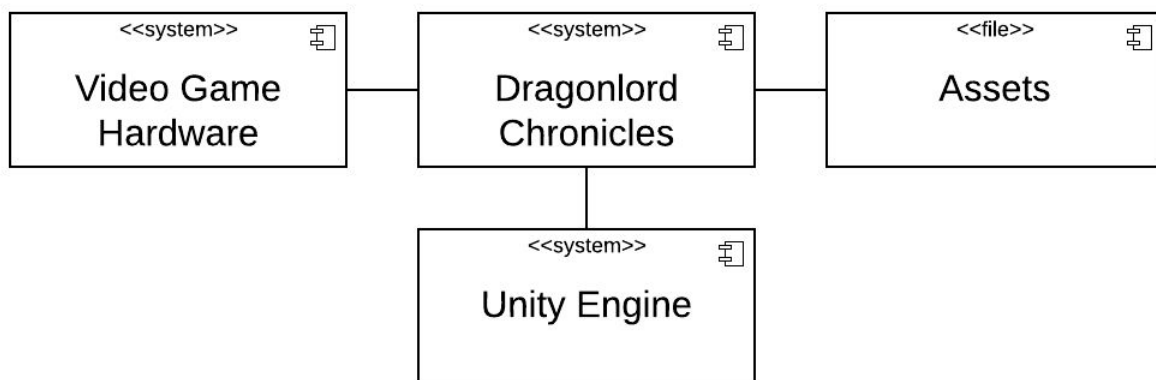 <<system>>
Video Game
Hardware
<<system>>
Dragonlord
Chronicles
<<file>>
Assets
<<system>>
Unity Engine